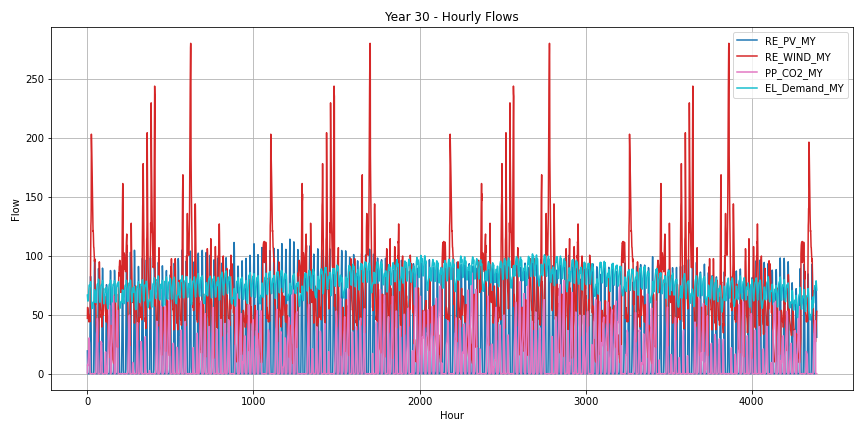 Year 30 - Hourly Flows
RE_PV_MY
RE_WIND_MY
PP_CO2_MY
EL_Demand_MY
250
200
150
100
50
0
Flow
0 1000 2000 3000 4000
Hour